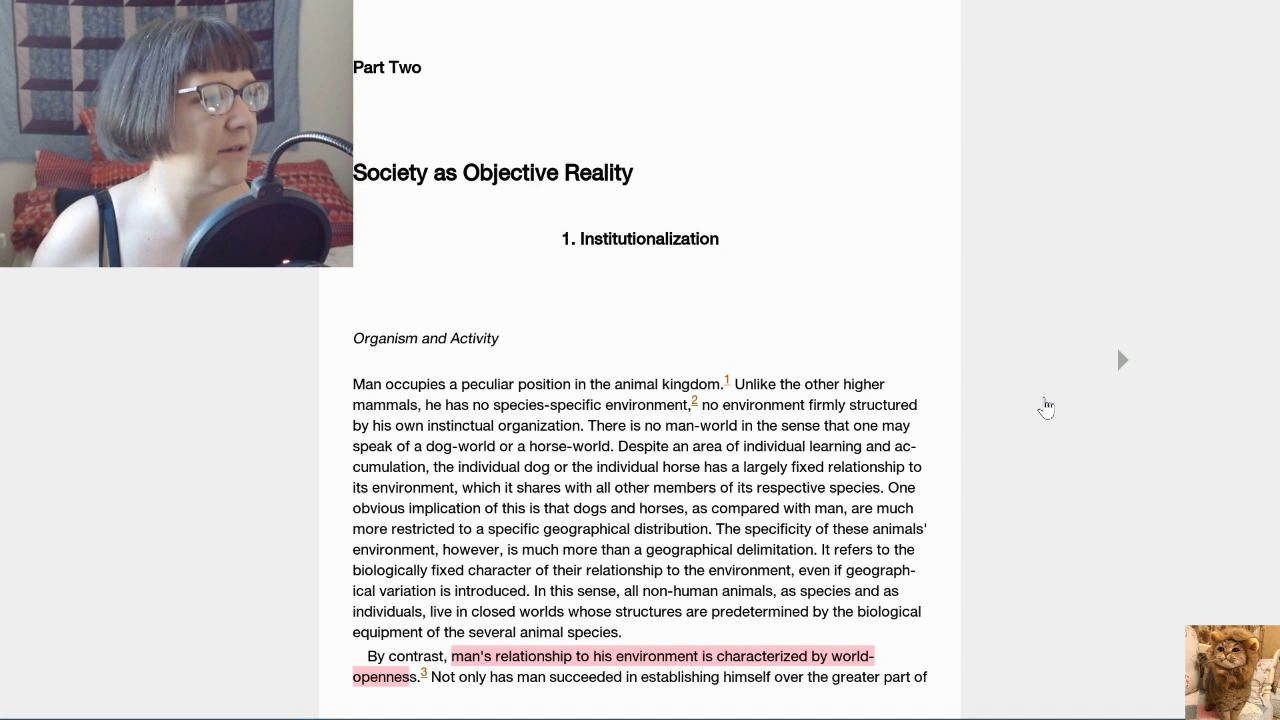 Part Two
Society as Objective Reality
1. Institutionalization
Organism and Activity
Man occupies a peculiar position in the animal kingdom.1 Unlike the other higher
mammals, he has no species-specific environment,2 no environment firmly structured
by his own instinctual organization. There is no man-world in the sense that one may
speak of a dog-world or a horse-world. Despite an area of individual learning and ac-
cumulation, the individual dog or the individual horse has a largely fixed relationship to
its environment, which it shares with all other members of its respective species. One
obvious implication of this is that dogs and horses, as compared with man, are much
more restricted to a specific geographical distribution. The specificity of these animals'
environment, however, is much more than a geographical delimitation. It refers to the
biologically fixed character of their relationship to the environment, even if geograph-
ical variation is introduced. In this sense, all non-human animals, as species and as
individuals, live in closed worlds whose structures are predetermined by the biological
equipment of the several animal species.
By contrast, man's relationship to his environment is characterized by world-
openness.3 Not only has man succeeded in establishing himself over the greater part of